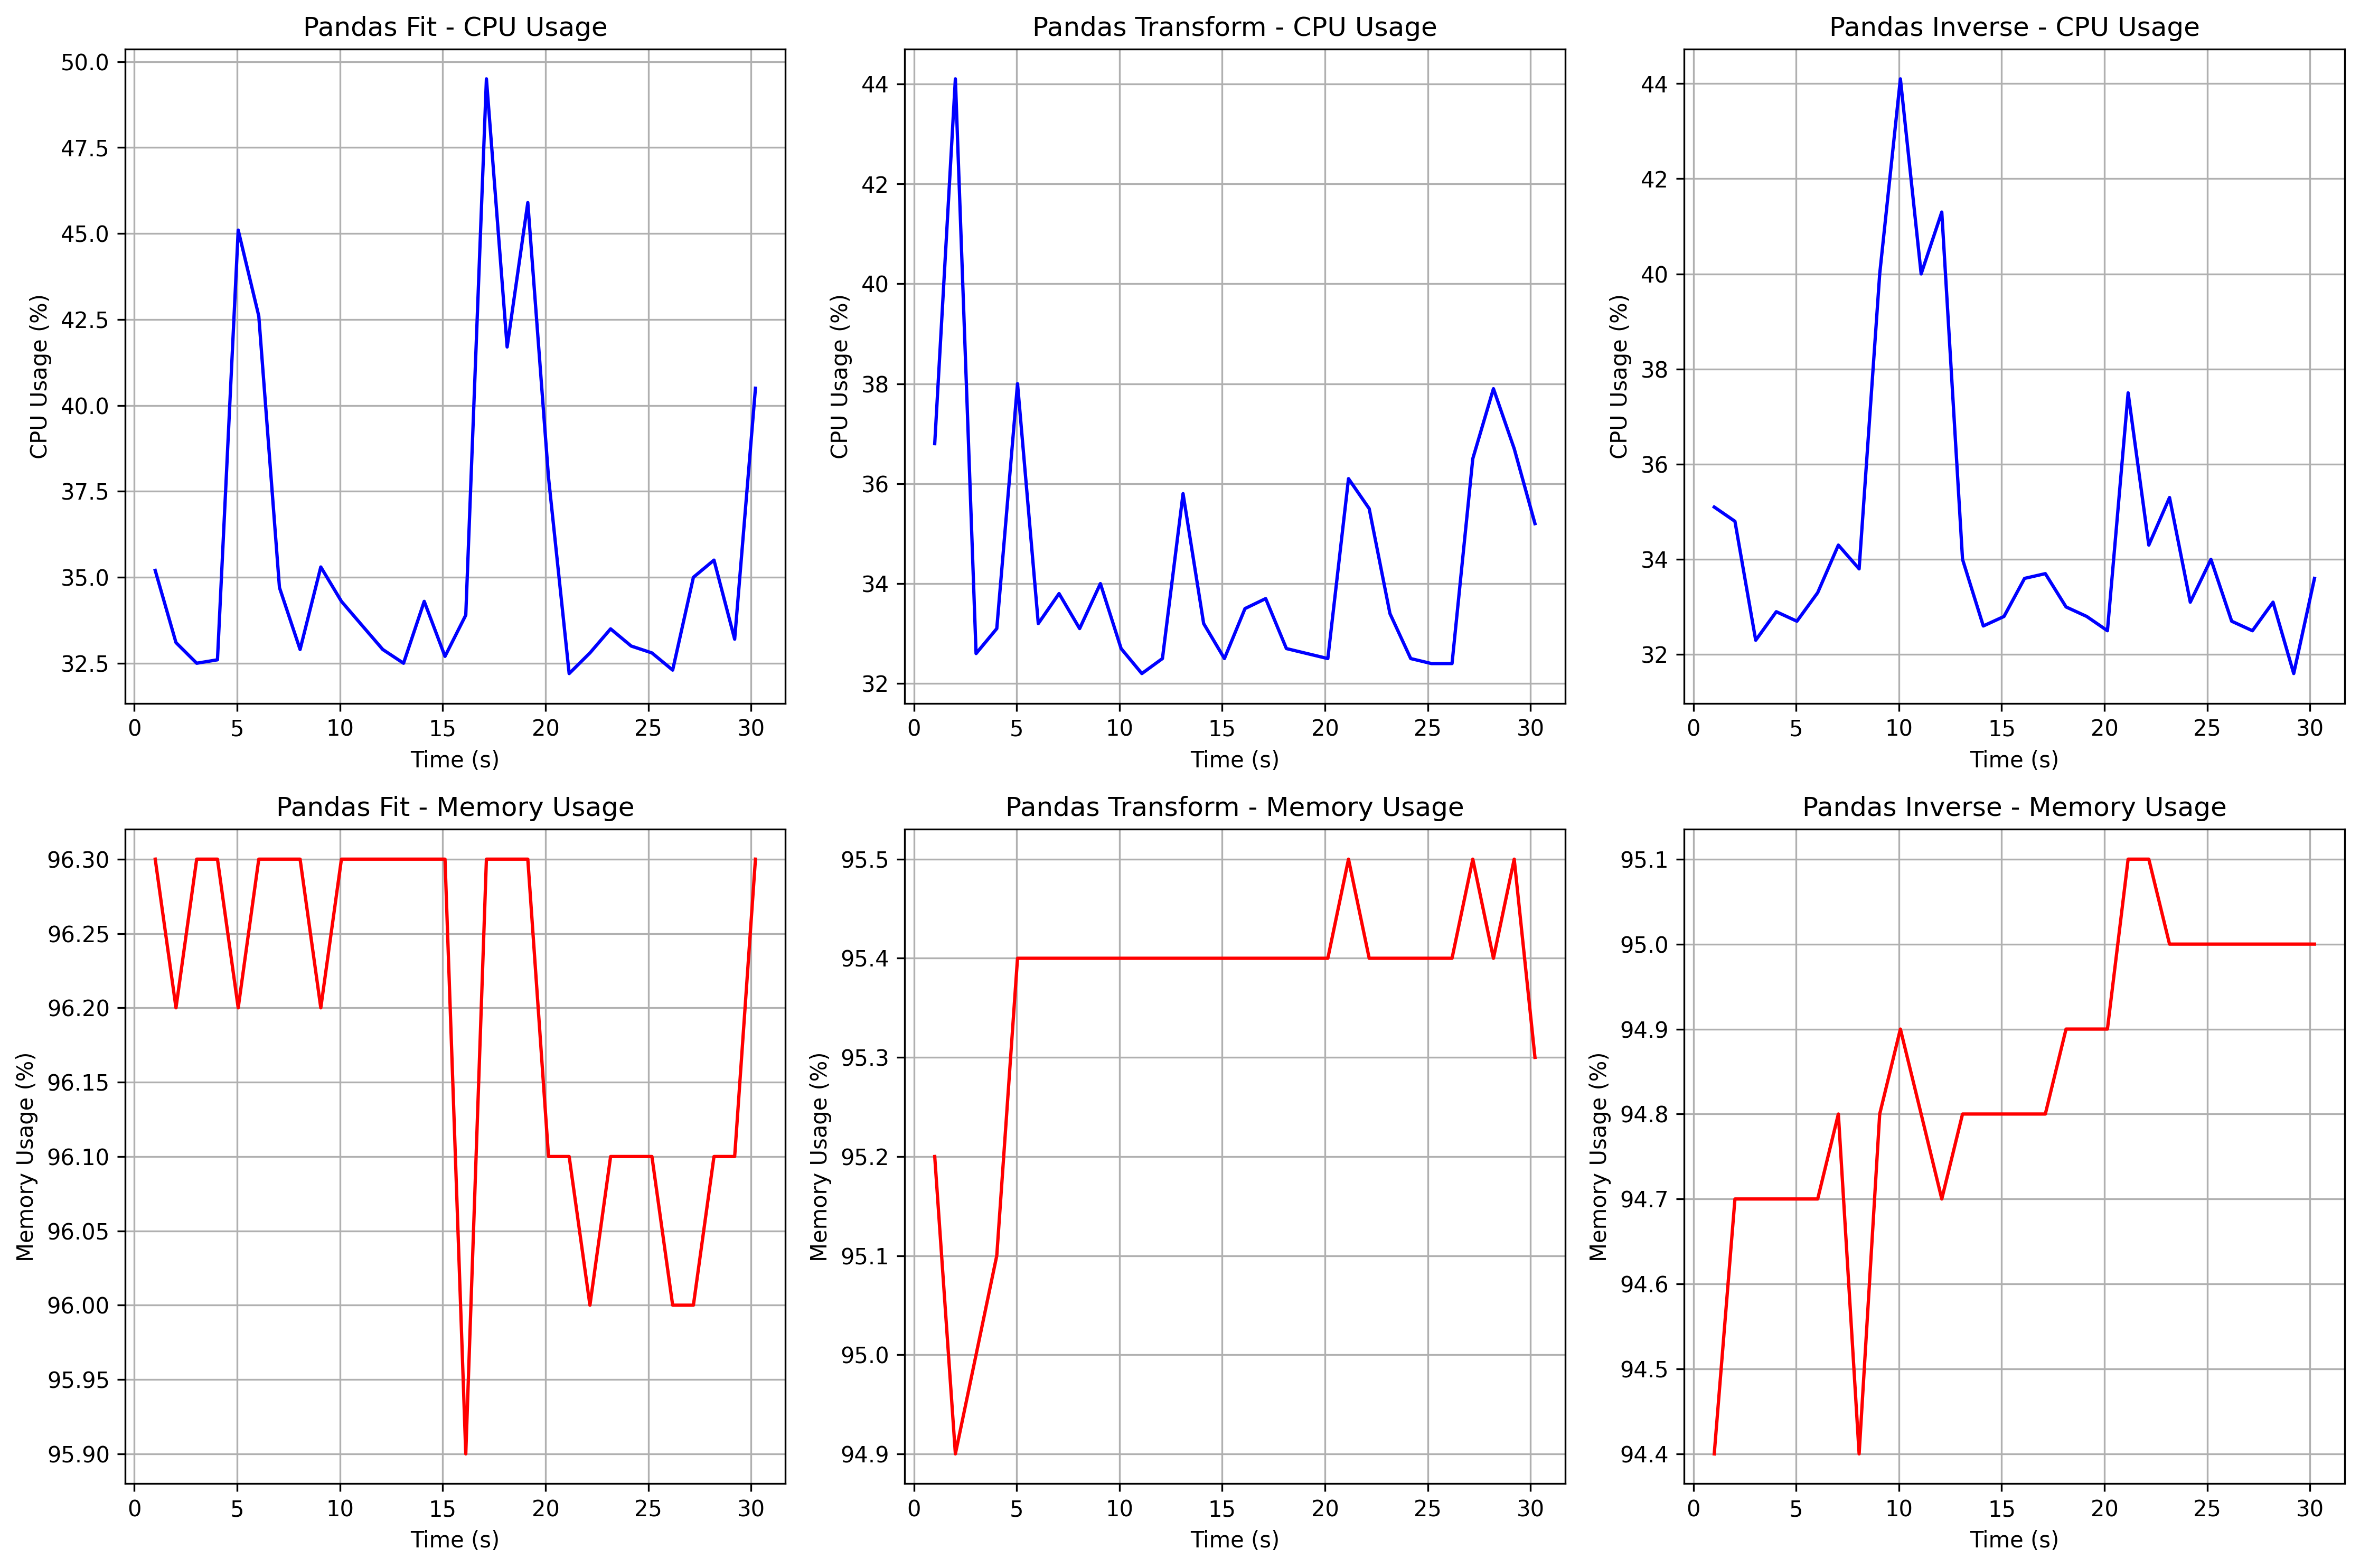 Pandas Fit - CPU Usage
50.0
47.5
45.0
42.5
40.0
37.5
35.0
32.5
CPU Usage (%)
0 5 10 15 20 25 30
Time (s)
Pandas Transform - CPU Usage
44
42
40
38
36
34
32
CPU Usage (%)
0 5 10 15 20 25 30
Time (s)
Pandas Inverse - CPU Usage
44
42
40
38
36
34
32
CPU Usage (%)
0 5 10 15 20 25 30
Time (s)
Pandas Fit - Memory Usage
96.30
96.25
96.20
96.15
96.10
96.05
96.00
95.95
95.90
Memory Usage (%)
0 5 10 15 20 25 30
Time (s)
Pandas Transform - Memory Usage
95.5
95.4
95.3
95.2
95.1
95.0
94.9
Memory Usage (%)
0 5 10 15 20 25 30
Time (s)
Pandas Inverse - Memory Usage
95.1
95.0
94.9
94.8
94.7
94.6
94.5
94.4
Memory Usage (%)
0 5 10 15 20 25 30
Time (s)